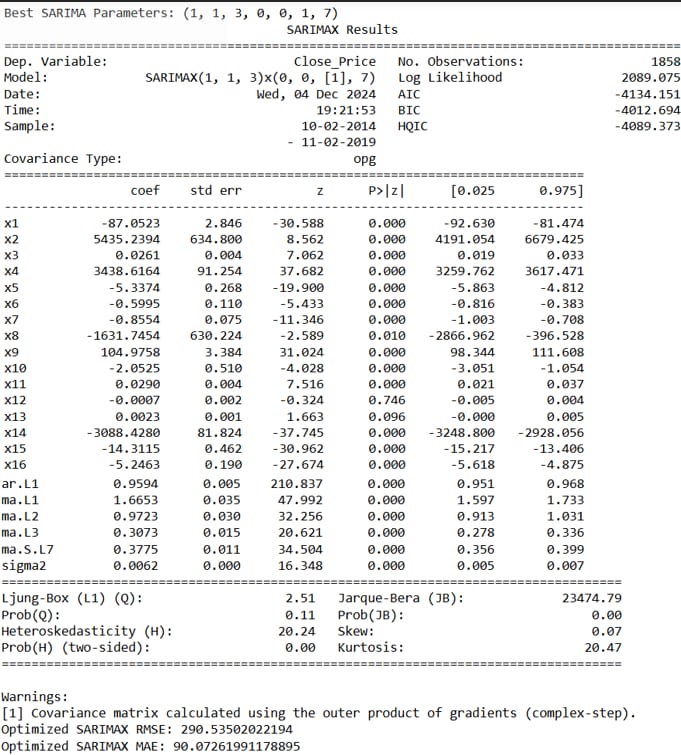 Best SARIMA Parameters: (1, 1, 3, 0, 0, 1, 7)
SARIMAX Results
==============================================================================
Dep. Variable: Close_Price No. Observations: 1858
Model: SARIMAX(1, 1, 3)x(0, 0, [1], 7) Log Likelihood 2089.075
Date: Wed, 04 Dec 2024 AIC -4134.151
Time: 19:21:53 BIC -4012.694
Sample: 10-02-2014 HQIC -4089.373
- 11-02-2019
Covariance Type: opg
==============================================================================
coef std err z P>|z| [0.025 0.975]
------------------------------------------------------------------------------
x1 -87.0523 2.846 -30.588 0.000 -92.630 -81.474
x2 5435.2394 634.800 8.562 0.000 4191.054 6679.425
x3 0.0261 0.004 7.062 0.000 0.019 0.033
x4 3438.6164 91.254 37.682 0.000 3259.762 3617.471
x5 -5.3374 0.268 -19.900 0.000 -5.863 -4.812
x6 -0.5995 0.110 -5.433 0.000 -0.816 -0.383
x7 -0.8554 0.075 -11.346 0.000 -1.003 -0.708
x8 -1631.7454 630.224 -2.589 0.010 -2866.962 -396.528
x9 104.9758 3.384 31.024 0.000 98.344 111.608
x10 -2.0525 0.510 -4.028 0.000 -3.051 -1.054
x11 0.0290 0.004 7.516 0.000 0.021 0.037
x12 -0.0007 0.002 -0.324 0.746 -0.005 0.004
x13 0.0023 0.001 1.663 0.096 -0.000 0.005
x14 -3088.4280 81.824 -37.745 0.000 -3248.800 -2928.056
x15 -14.3115 0.462 -30.962 0.000 -15.217 -13.406
x16 -5.2463 0.190 -27.674 0.000 -5.618 -4.875
ar.L1 0.9594 0.005 210.837 0.000 0.951 0.968
ma.L1 1.6653 0.035 47.992 0.000 1.597 1.733
ma.L2 0.9723 0.030 32.256 0.000 0.913 1.031
ma.L3 0.3073 0.015 20.621 0.000 0.278 0.336
ma.S.L7 0.3775 0.011 34.504 0.000 0.356 0.399
sigma2 0.0062 0.000 16.348 0.000 0.005 0.007
==============================================================================
Ljung-Box (L1) (Q): 2.51 Jarque-Bera (JB): 23474.79
Prob(Q): 0.11 Prob(JB): 0.00
Heteroskedasticity (H): 20.24 Skew: 0.07
Prob(H) (two-sided): 0.00 Kurtosis: 20.47
==============================================================================
Warnings:
[1] Covariance matrix calculated using the outer product of gradients (complex-step).
Optimized SARIMAX RMSE: 290.53502022194
Optimized SARIMAX MAE: 90.07261991178895